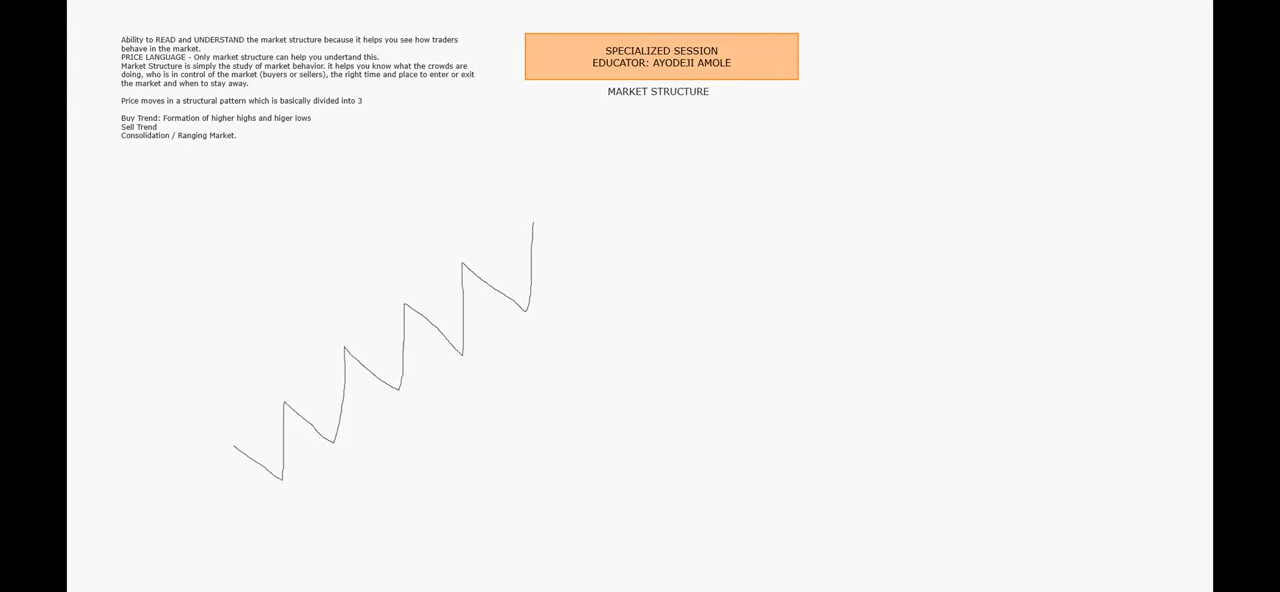 Ability to READ and UNDERSTAND the market structure because it helps you see how traders
behave in the market.
PRICE LANGUAGE - Only market structure can help you undertand this.
Market Structure is simply the study of market behavior. it helps you know what the crowds are
doing, who is in control of the market (buyers or sellers), the right time and place to enter or exit
the market and when to stay away.
Price moves in a structural pattern which is basically divided into 3
Buy Trend: Formation of higher highs and higer lows
Sell Trend
Consolidation / Ranging Market.
SPECIALIZED SESSION
EDUCATOR: AYODEJI AMOLE
MARKET STRUCTURE